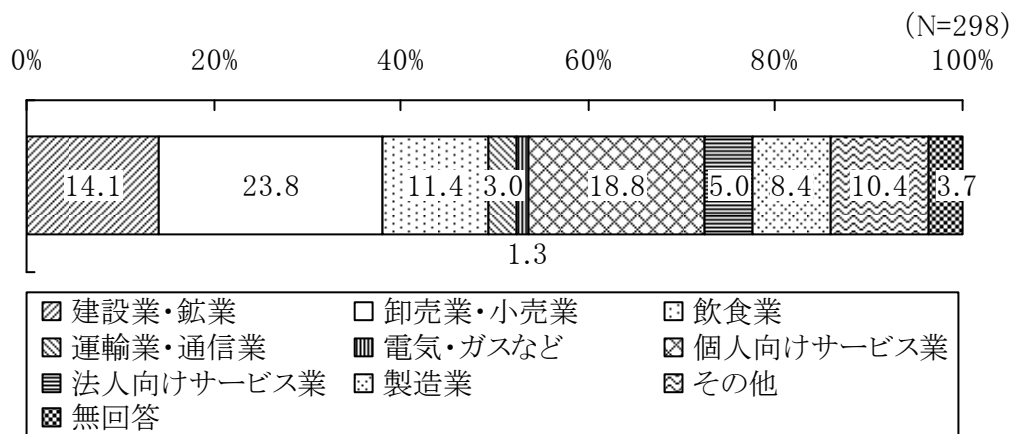 (N=298)
0% 20% 40% 60% 80% 100%
14.1 23.8 11.4 3.0 18.8 5.0 8.4 10.4 3.7
1.3
建設業・鉱業 卸売業・小売業 飲食業
運輸業・通信業 電気・ガスなど 個人向けサービス業
法人向けサービス業 製造業 その他
無回答